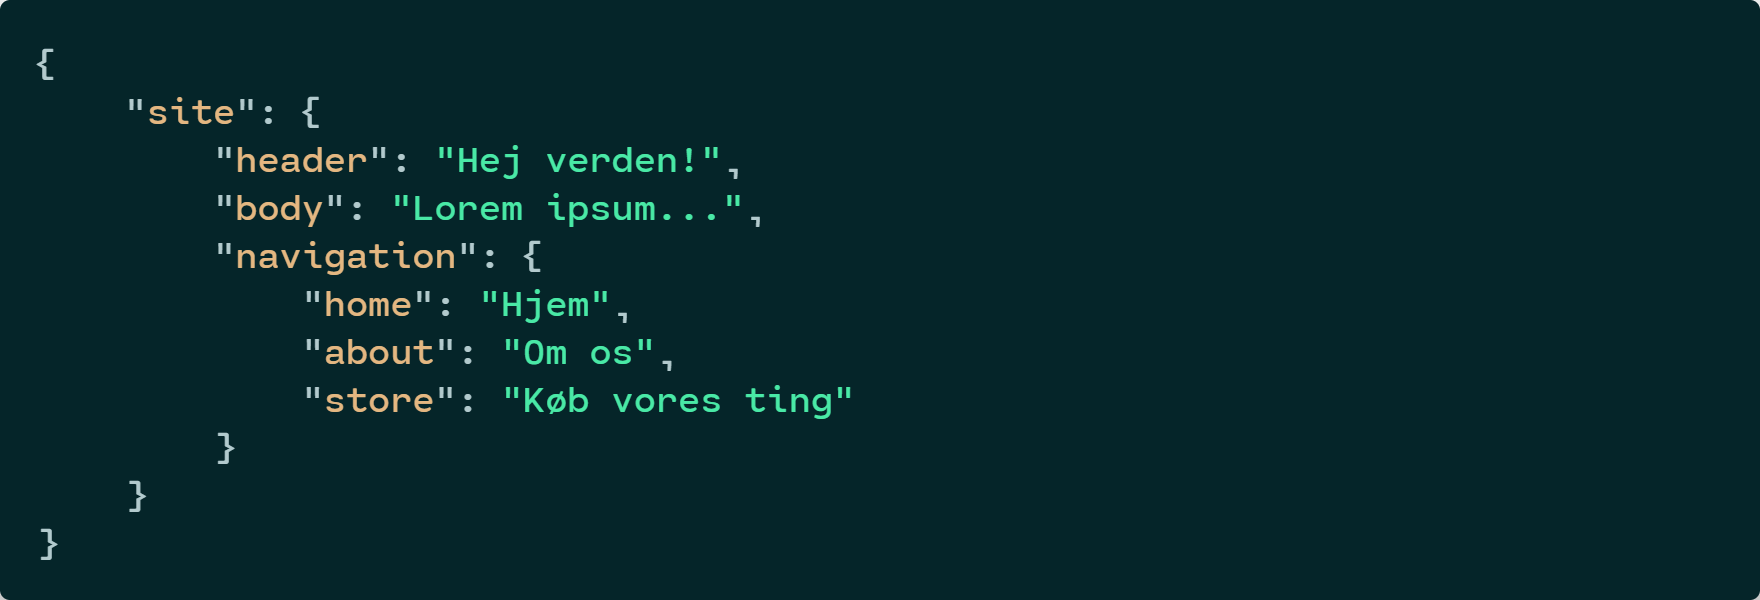 {
    "site": {
        "header": "Hej verden!",
        "body": "Lorem ipsum...",
        "navigation": {
            "home": "Hjem",
            "about": "Om os",
            "store": "Køb vores ting"
        }
    }
}